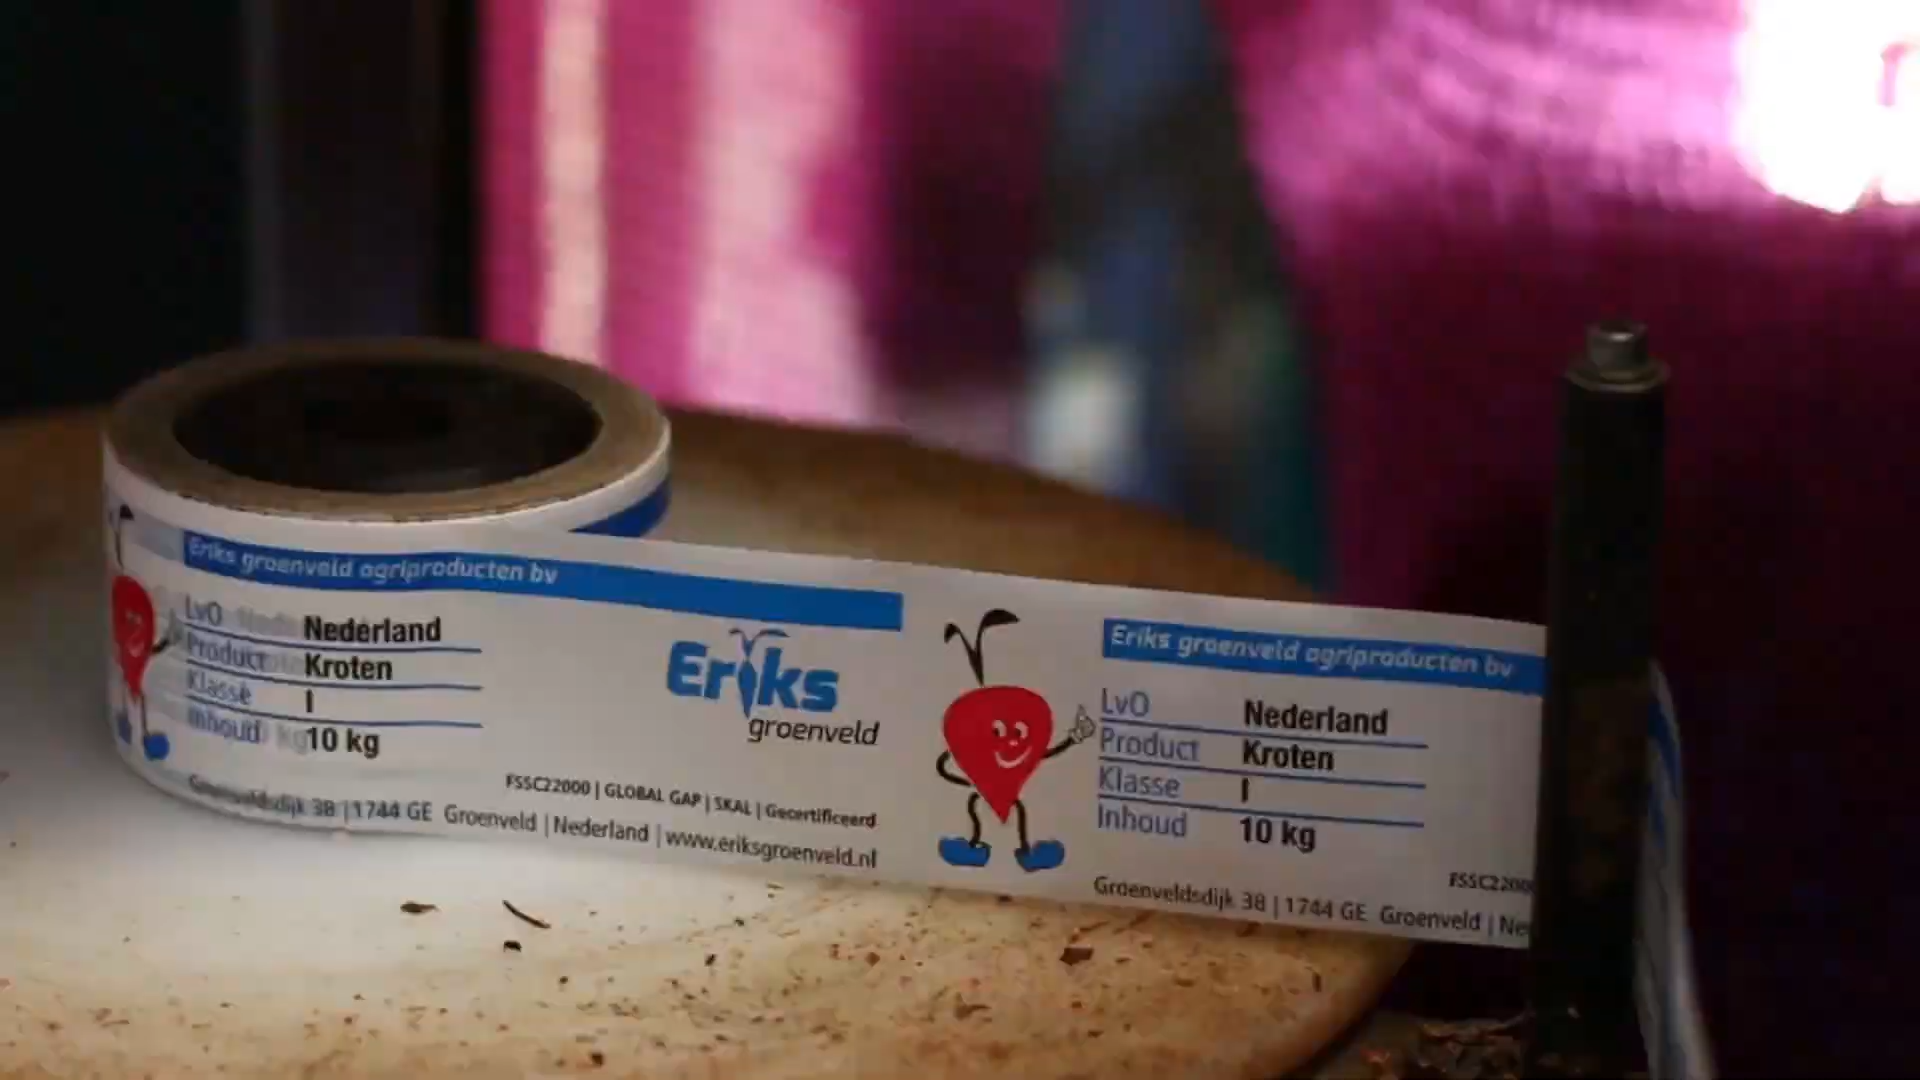 Eriks groenveld agriproducten bv
LvO Nederland
Product Kroten
Klasse I
Inhoud 10 kg
Eriks
groenveld
FSSC22000 | GLOBAL GAP | SKAL | Gecertificeerd
Groenveldsdijk 38 | 1744 GE Groenveld | Nederland | www.eriksgroenveld.nl
Eriks groenveld agriproducten bv
LvO Nederland
Product Kroten
Klasse I
Inhoud 10 kg
FSSC2200
Groenveldsdijk 38 | 1744 GE Groenveld | Ne